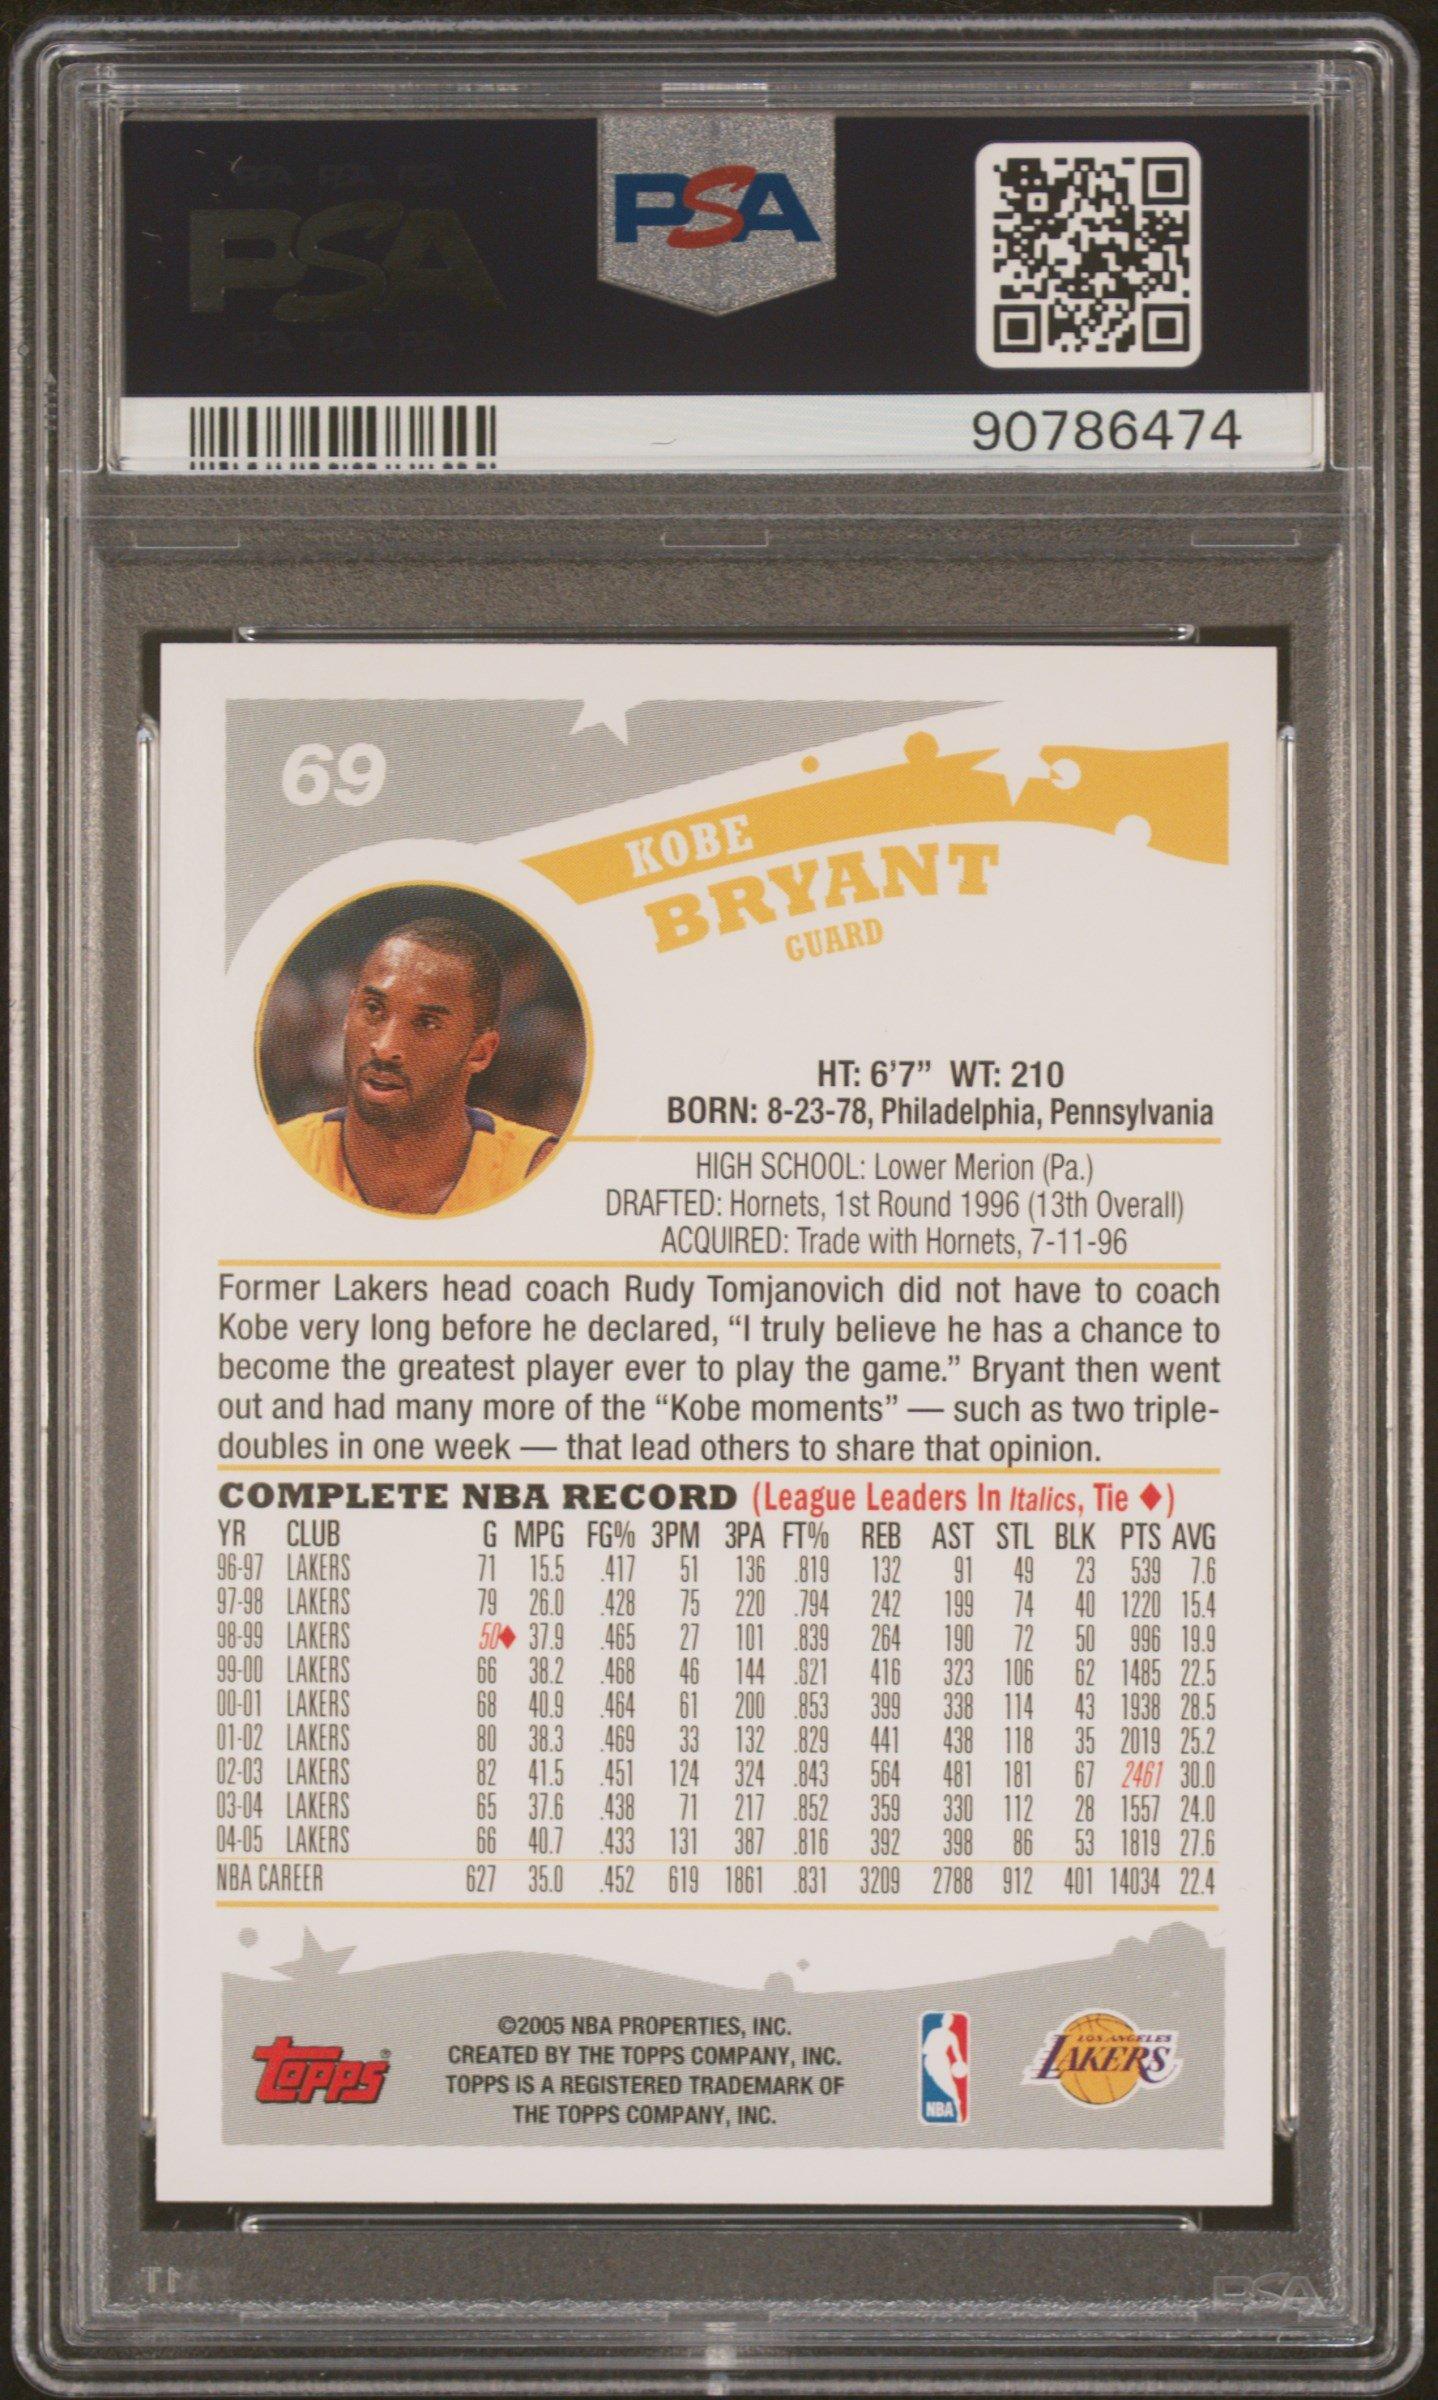 PSA PSA PSA
PSA
PSA PSA PSA
PSA
90786474
69
KOBE
BRYANT
GUARD
HT: 6'7” WT: 210
BORN: 8-23-78, Philadelphia, Pennsylvania
HIGH SCHOOL: Lower Merion (Pa.)
DRAFTED: Hornets, 1st Round 1996 (13th Overall)
ACQUIRED: Trade with Hornets, 7-11-96
Former Lakers head coach Rudy Tomjanovich did not have to coach
Kobe very long before he declared, “I truly believe he has a chance to
become the greatest player ever to play the game.” Bryant then went
out and had many more of the “Kobe moments” — such as two triple-
doubles in one week — that lead others to share that opinion.
COMPLETE NBA RECORD (League Leaders In Italics, Tie ♦)
YR CLUB G MPG FG% 3PM 3PA FT% REB AST STL BLK PTS AVG
96-97 LAKERS 71 15.5 .417 51 136 .819 132 91 49 23 539 7.6
97-98 LAKERS 79 26.0 .428 75 220 .794 242 199 74 40 1220 15.4
98-99 LAKERS 50♦ 37.9 .465 27 101 .839 264 190 72 50 996 19.9
99-00 LAKERS 66 38.2 .468 46 144 .821 416 323 106 62 1485 22.5
00-01 LAKERS 68 40.9 .464 61 200 .853 399 338 114 43 1938 28.5
01-02 LAKERS 80 38.3 .469 33 132 .829 441 438 118 35 2019 25.2
02-03 LAKERS 82 41.5 .451 124 324 .843 564 481 181 67 2461 30.0
03-04 LAKERS 65 37.6 .438 71 217 .852 359 330 112 28 1557 24.0
04-05 LAKERS 66 40.7 .433 131 387 .816 392 398 86 53 1819 27.6
NBA CAREER 627 35.0 .452 619 1861 .831 3209 2788 912 401 14034 22.4
©2005 NBA PROPERTIES, INC.
CREATED BY THE TOPPS COMPANY, INC.
TOPPS IS A REGISTERED TRADEMARK OF
THE TOPPS COMPANY, INC.
topps®
NBA
LOS ANGELES
LAKERS
PSA